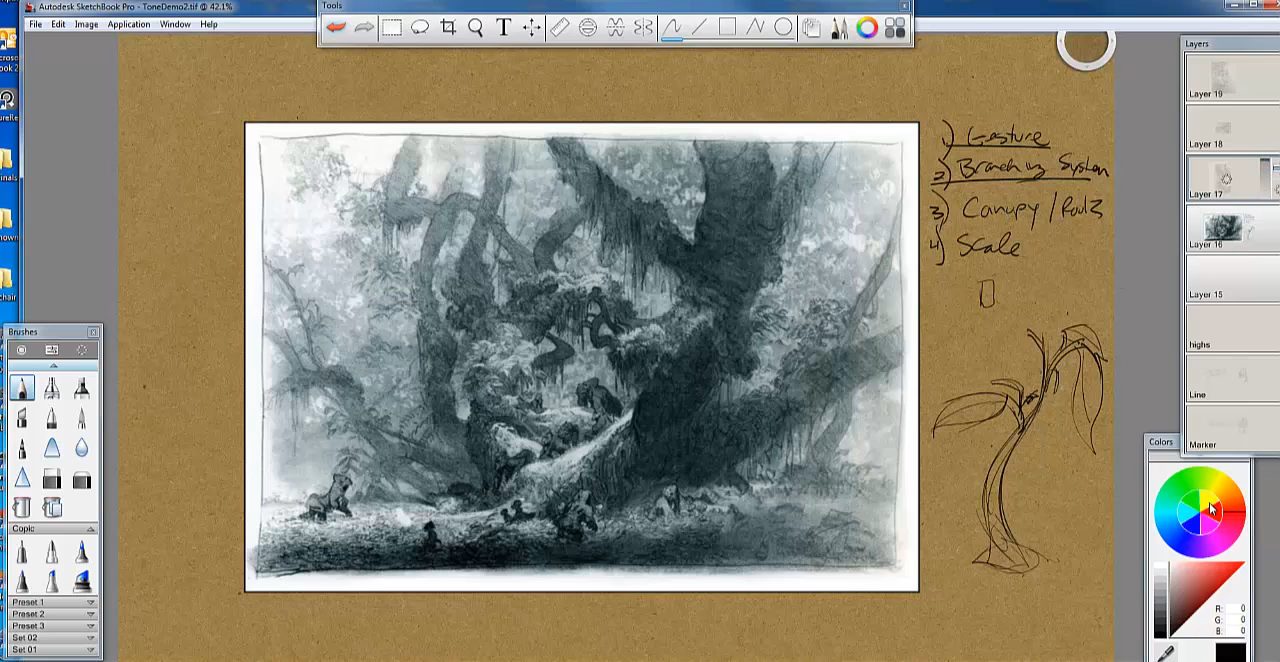 Autodesk SketchBook Pro - ToneDemo2.tif @ 42.1%
Tools
File Edit Image Application Window Help
Layers
Layer 19
Layer 18
Layer 17
Layer 16
Layer 15
highs
Line
Marker
1) Gesture
2) Branching System
3) Canopy / Roots
4) Scale
Brushes
Copic
Preset 1
Preset 2
Preset 3
Set 02
Set 01
Colors
R: 0
G: 0
B: 0